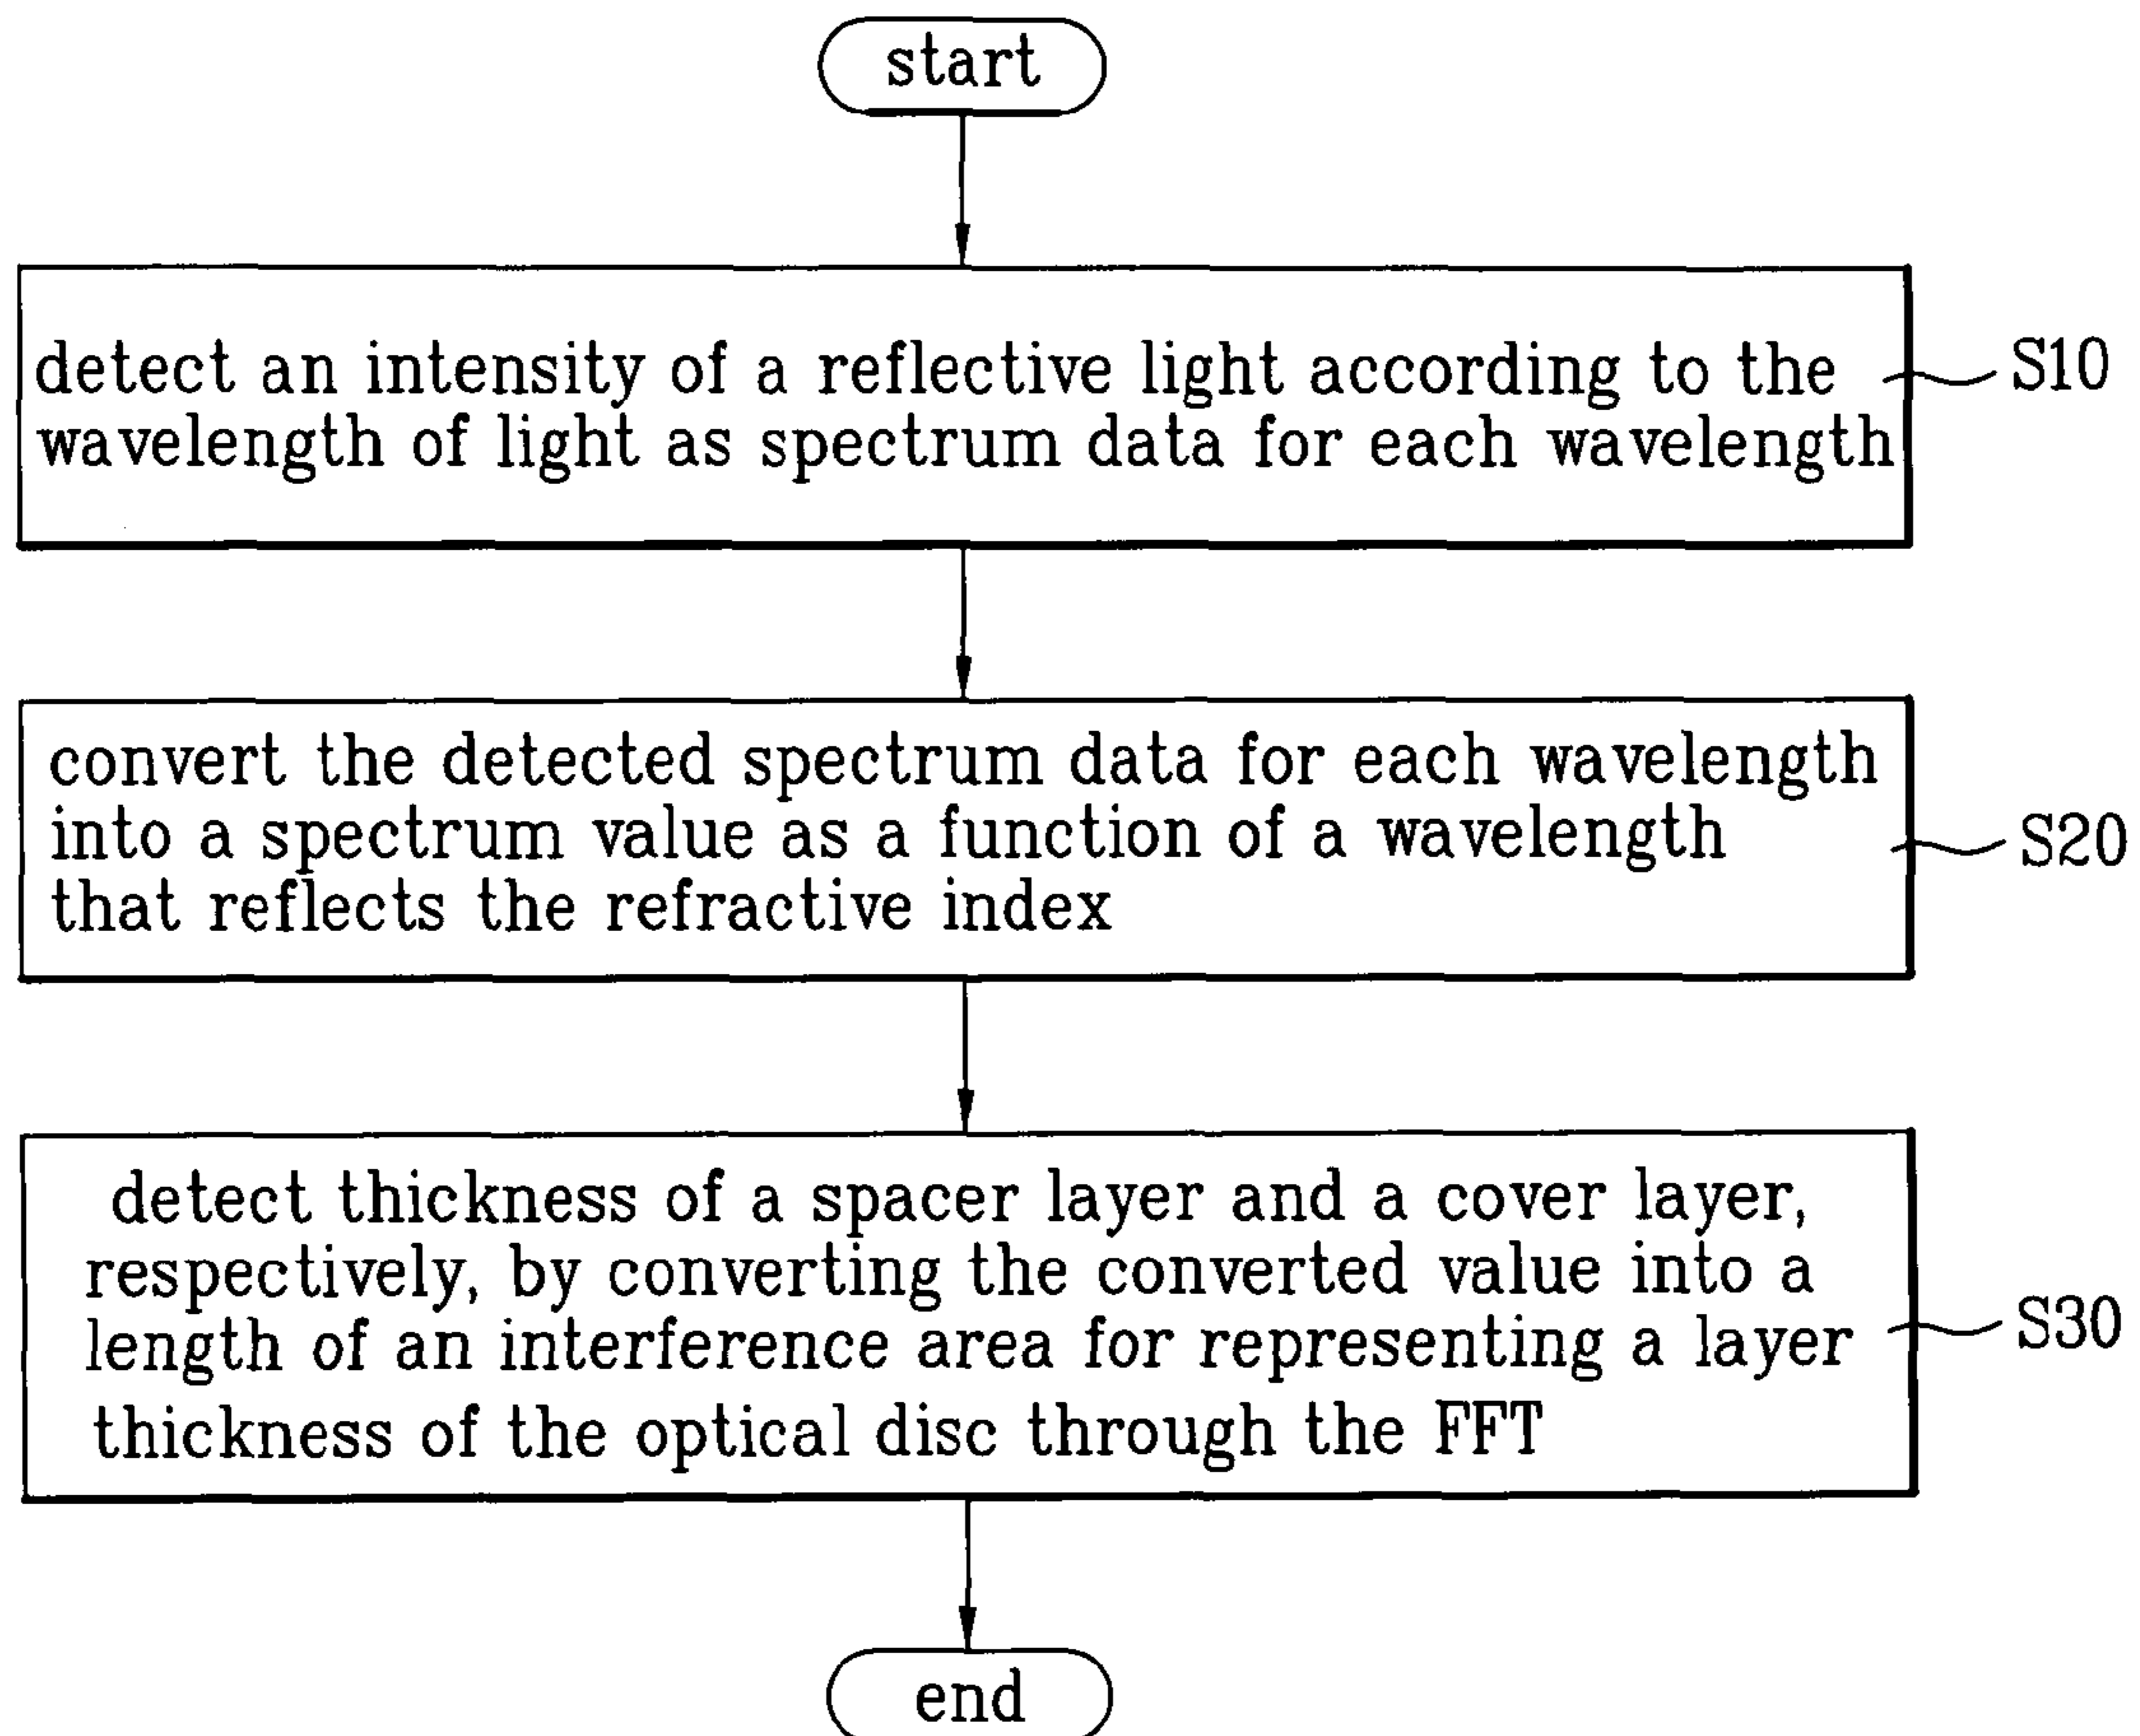 start
detect an intensity of a reflective light according to the
wavelength of light as spectrum data for each wavelength
S10
convert the detected spectrum data for each wavelength
into a spectrum value as a function of a wavelength
that reflects the refractive index
S20
detect thickness of a spacer layer and a cover layer,
respectively, by converting the converted value into a
length of an interference area for representing a layer
thickness of the optical disc through the FFT
S30
end